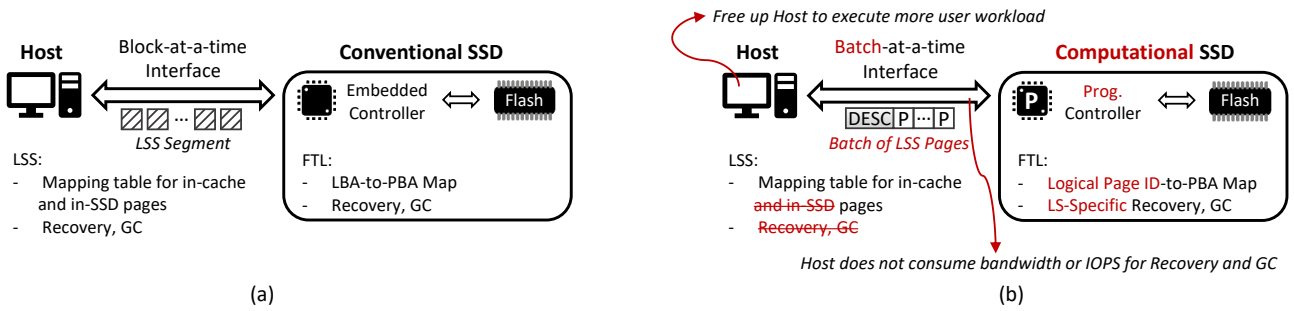 Host
Block-at-a-time
Interface
Conventional SSD
Embedded
Controller
Flash
...
LSS Segment
LSS:
- Mapping table for in-cache
and in-SSD pages
- Recovery, GC
FTL:
- LBA-to-PBA Map
- Recovery, GC
(a)
Free up Host to execute more user workload
Host
Batch-at-a-time
Interface
Computational SSD
P
Prog.
Controller
Flash
DESC P ... P
Batch of LSS Pages
LSS:
- Mapping table for in-cache
and in-SSD pages
- Recovery, GC
FTL:
- Logical Page ID-to-PBA Map
- LS-Specific Recovery, GC
Host does not consume bandwidth or IOPS for Recovery and GC
(b)